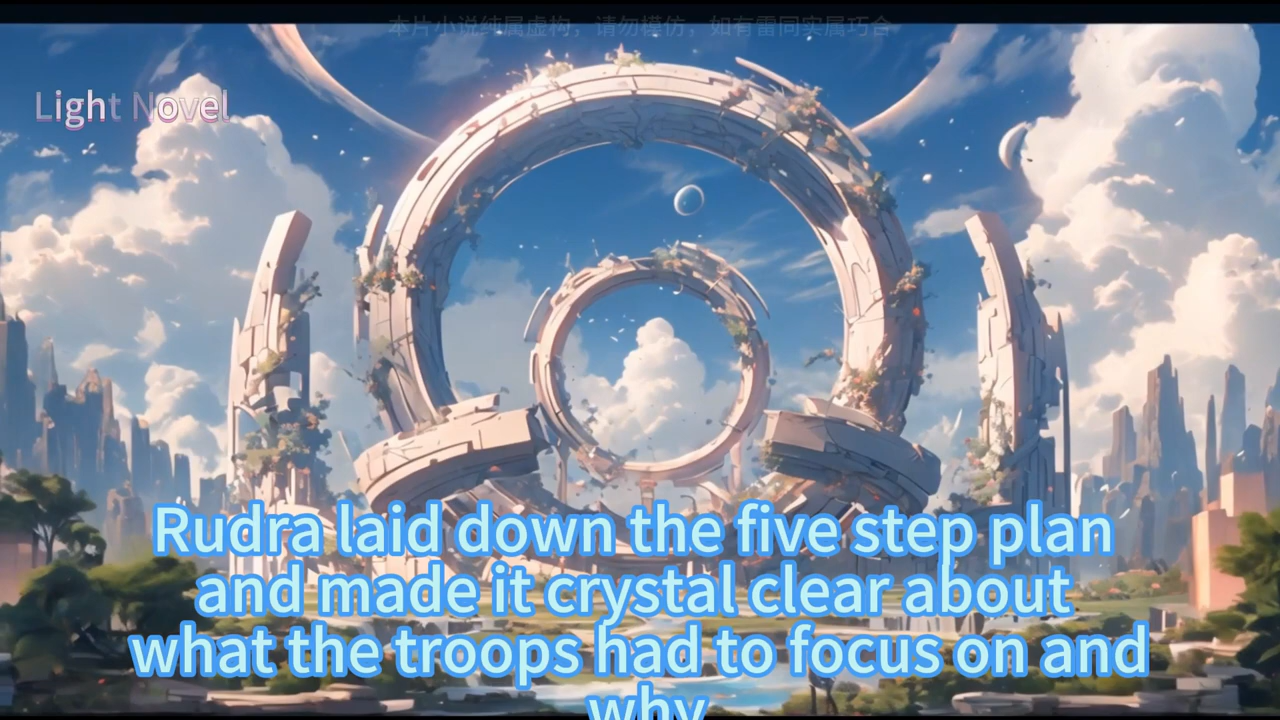 本片小说纯属虚构，请勿模仿，如有雷同实属巧合
Light Novel
Rudra laid down the five step plan
and made it crystal clear about
what the troops had to focus on and
why